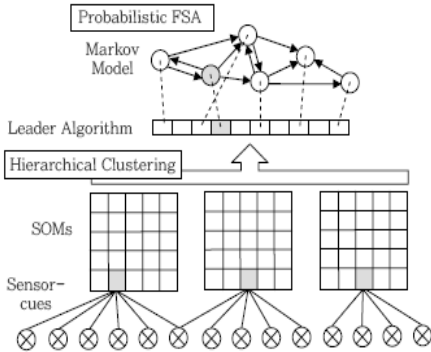 Probabilistic FSA
Markov
Model
Leader Algorithm
Hierarchical Clustering
SOMs
Sensor-
cues